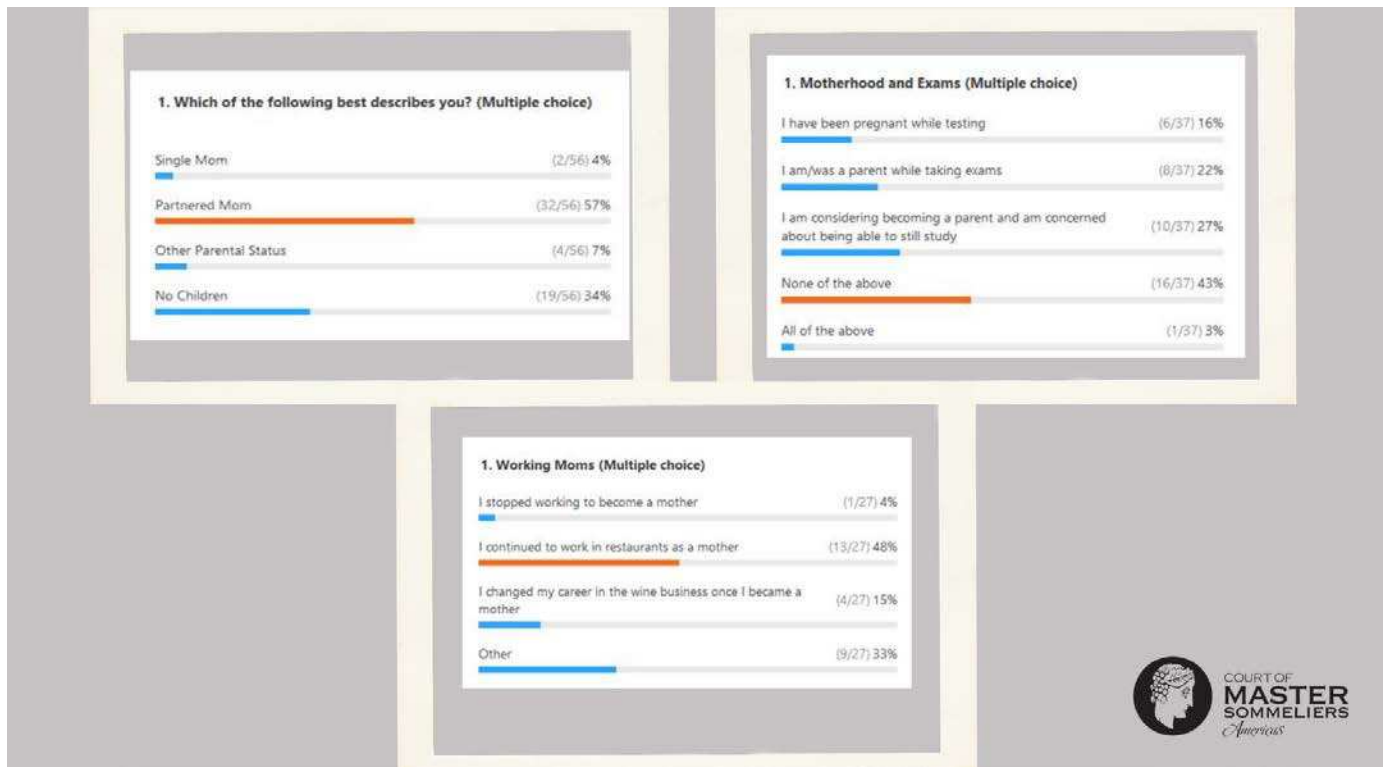 1. Which of the following best describes you? (Multiple choice)
Single Mom (2/56) 4%
Partnered Mom (32/56) 57%
Other Parental Status (4/56) 7%
No Children (19/56) 34%
1. Motherhood and Exams (Multiple choice)
I have been pregnant while testing (6/37) 16%
I am/was a parent while taking exams (8/37) 22%
I am considering becoming a parent and am concerned
about being able to still study (10/37) 27%
None of the above (16/37) 43%
All of the above (1/37) 3%
1. Working Moms (Multiple choice)
I stopped working to become a mother (1/27) 4%
I continued to work in restaurants as a mother (13/27) 48%
I changed my career in the wine business once I became a
mother (4/27) 15%
Other (9/27) 33%
COURT OF
MASTER
SOMMELIERS
Americas